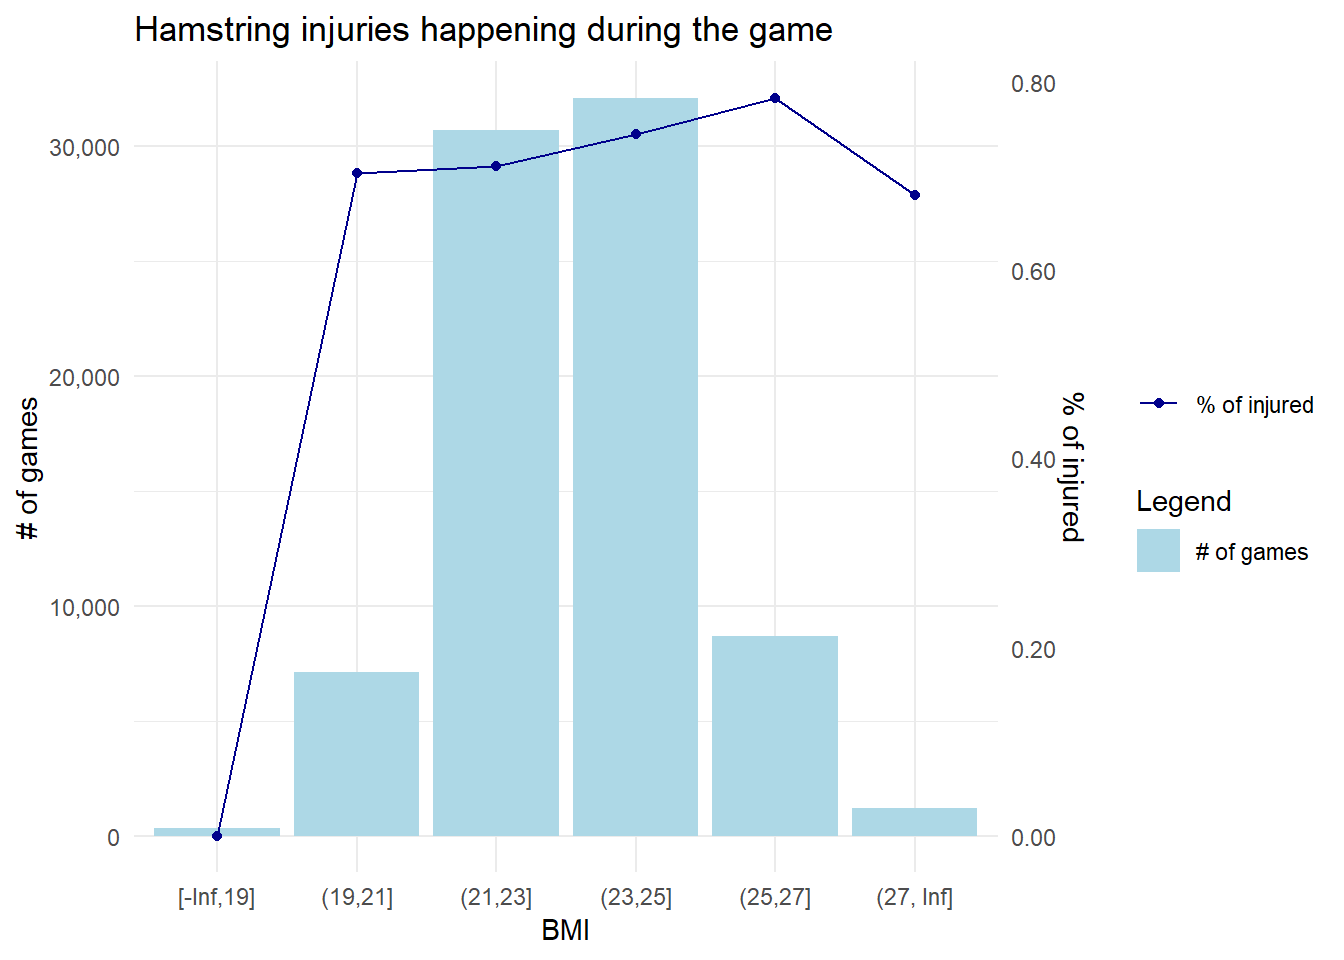 Hamstring injuries happening during the game
# of games
30,000
20,000
10,000
0
0.80
0.60
0.40
0.20
0.00
% of injured
[-Inf,19]
(19,21]
(21,23]
(23,25]
(25,27]
(27, Inf]
BMI
% of injured
Legend
# of games